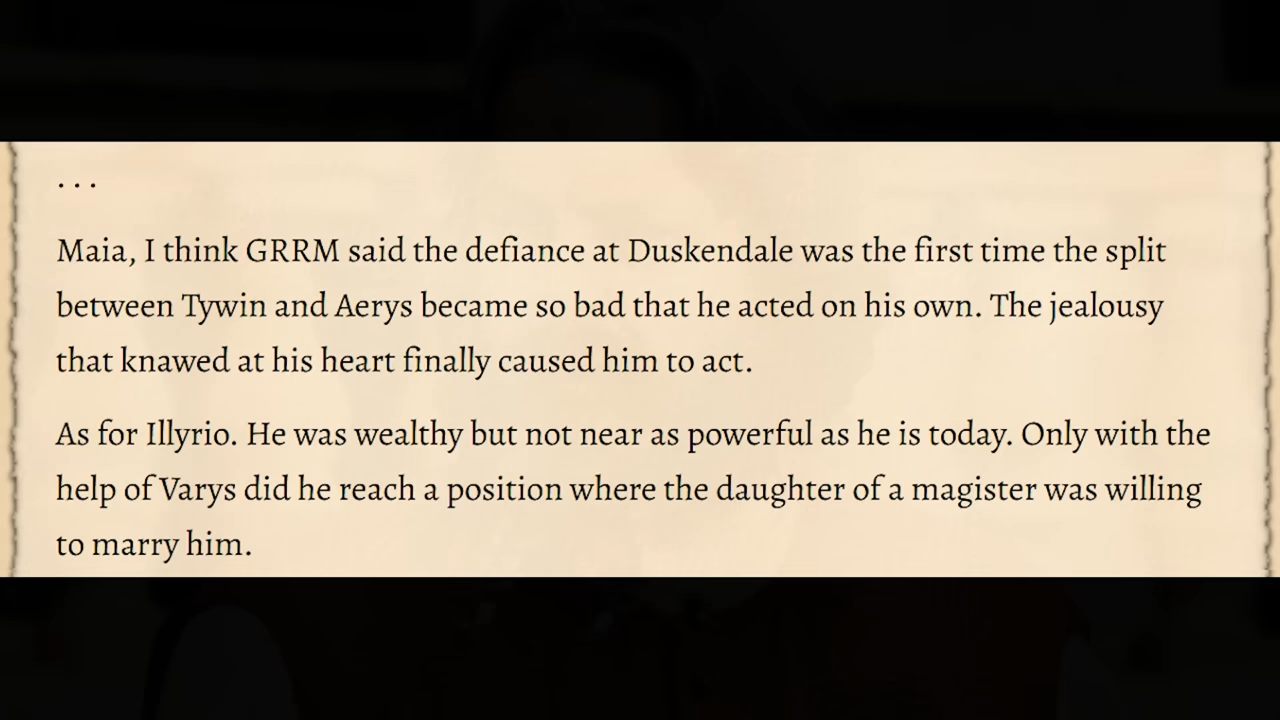 ...
Maia, I think GRRM said the defiance at Duskendale was the first time the split
between Tywin and Aerys became so bad that he acted on his own. The jealousy
that knawed at his heart finally caused him to act.
As for Illyrio. He was wealthy but not near as powerful as he is today. Only with the
help of Varys did he reach a position where the daughter of a magister was willing
to marry him.